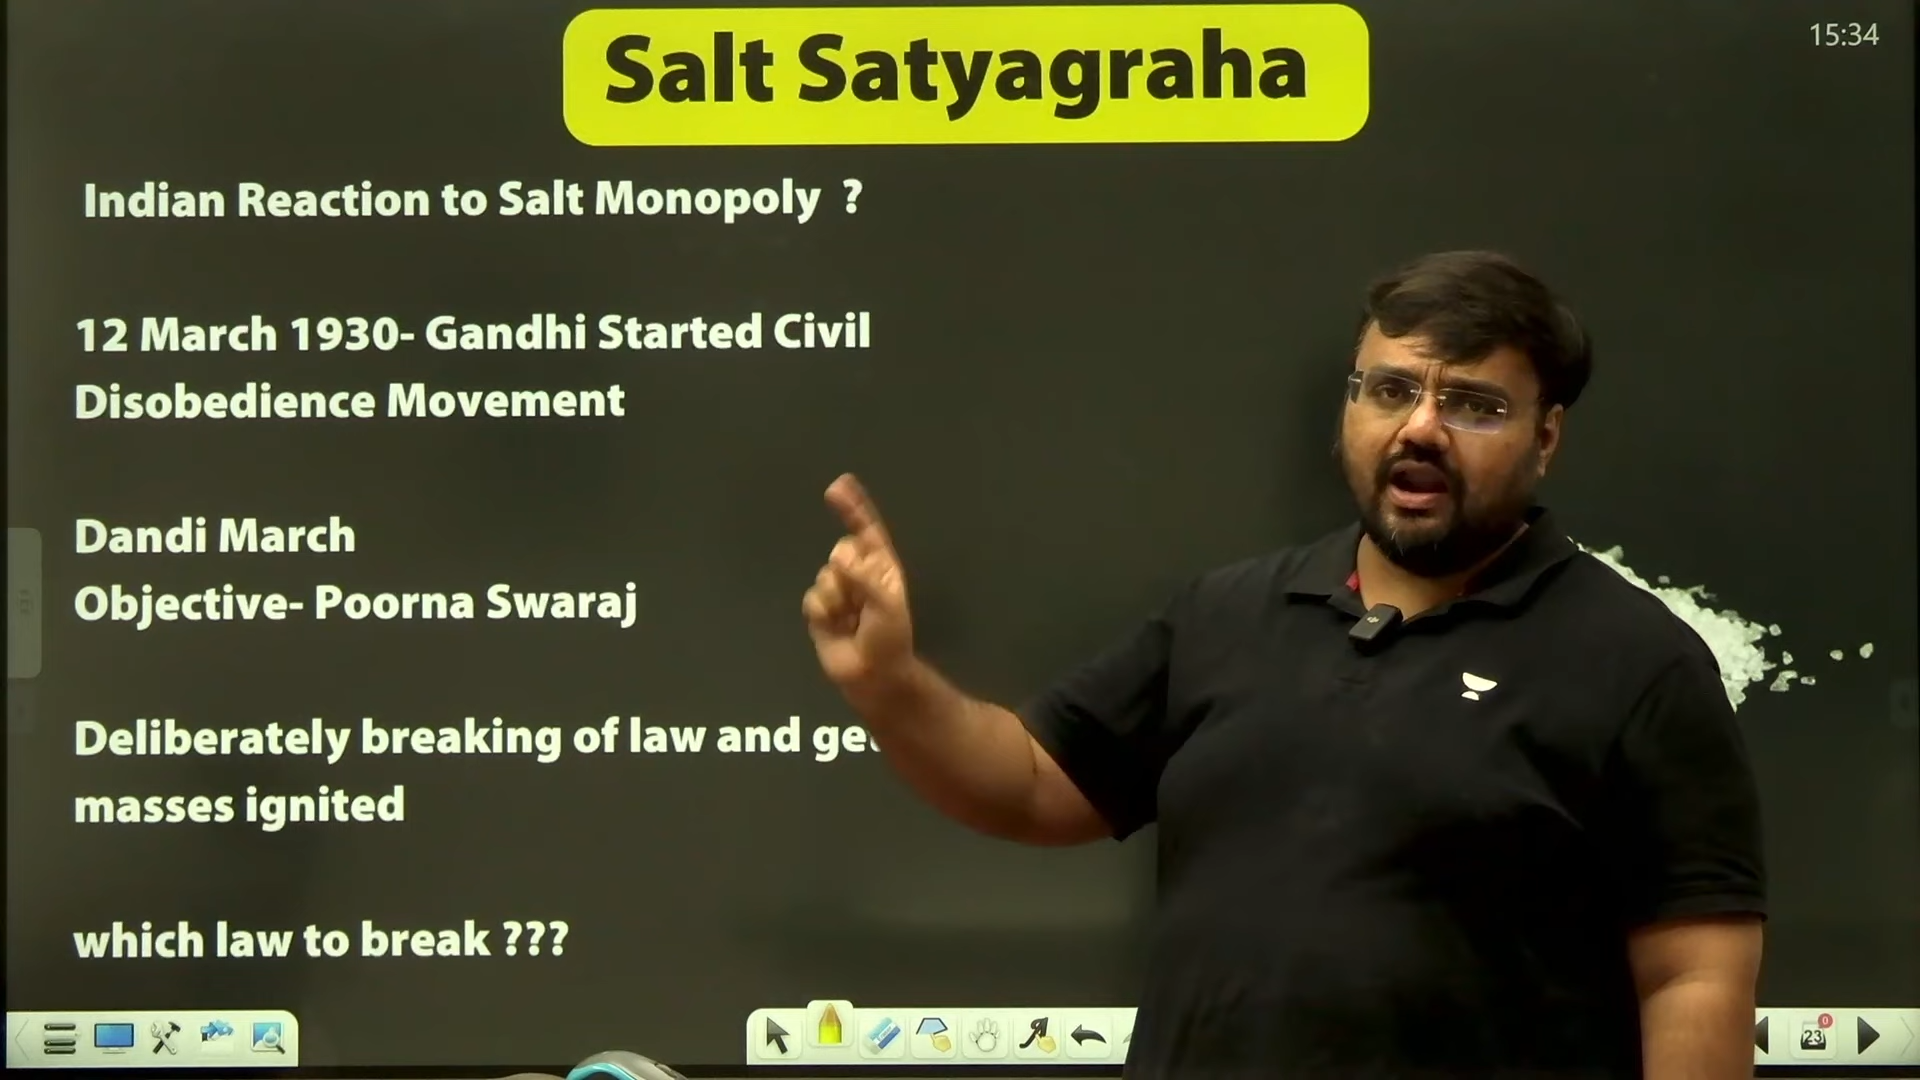 Salt Satyagraha
15:34
Indian Reaction to Salt Monopoly ?
12 March 1930- Gandhi Started Civil
Disobedience Movement
Dandi March
Objective- Poorna Swaraj
Deliberately breaking of law and
masses ignited
which law to break ???
23
0